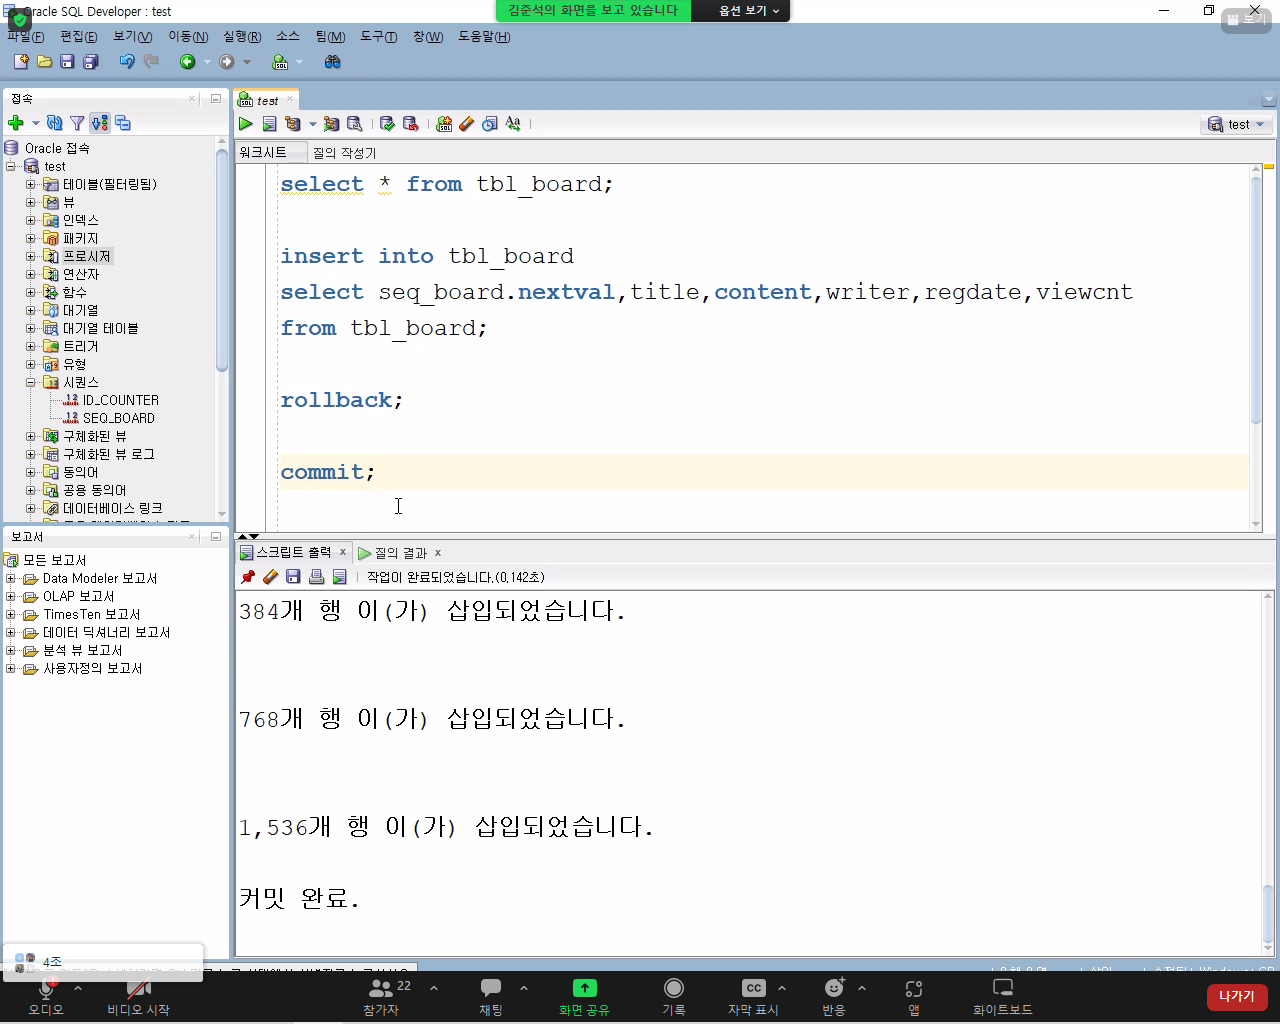 Oracle SQL Developer : test
김준석의 화면을 보고 있습니다
옵션 보기
보기
파일(F) 편집(E) 보기(V) 이동(N) 실행(R) 소스 팀(M) 도구(T) 창(W) 도움말(H)
접속
test
test
워크시트 질의 작성기
Oracle 접속
test
테이블(필터링됨)
뷰
인덱스
패키지
프로시저
연산자
함수
대기열
대기열 테이블
트리거
유형
시퀀스
ID_COUNTER
SEQ_BOARD
구체화된 뷰
구체화된 뷰 로그
동의어
공용 동의어
데이터베이스 링크
select * from tbl_board;
insert into tbl_board
select seq_board.nextval,title,content,writer,regdate,viewcnt
from tbl_board;
rollback;
commit;
보고서
모든 보고서
Data Modeler 보고서
OLAP 보고서
TimesTen 보고서
데이터 딕셔너리 보고서
분석 뷰 보고서
사용자정의 보고서
스크립트 출력 x 질의 결과 x
작업이 완료되었습니다.(0,142초)
384개 행 이(가) 삽입되었습니다.
768개 행 이(가) 삽입되었습니다.
1,536개 행 이(가) 삽입되었습니다.
커밋 완료.
4조
오디오 비디오 시작 참가자 22 채팅 화면 공유 기록 자막 표시 반응 앱 화이트보드 나가기